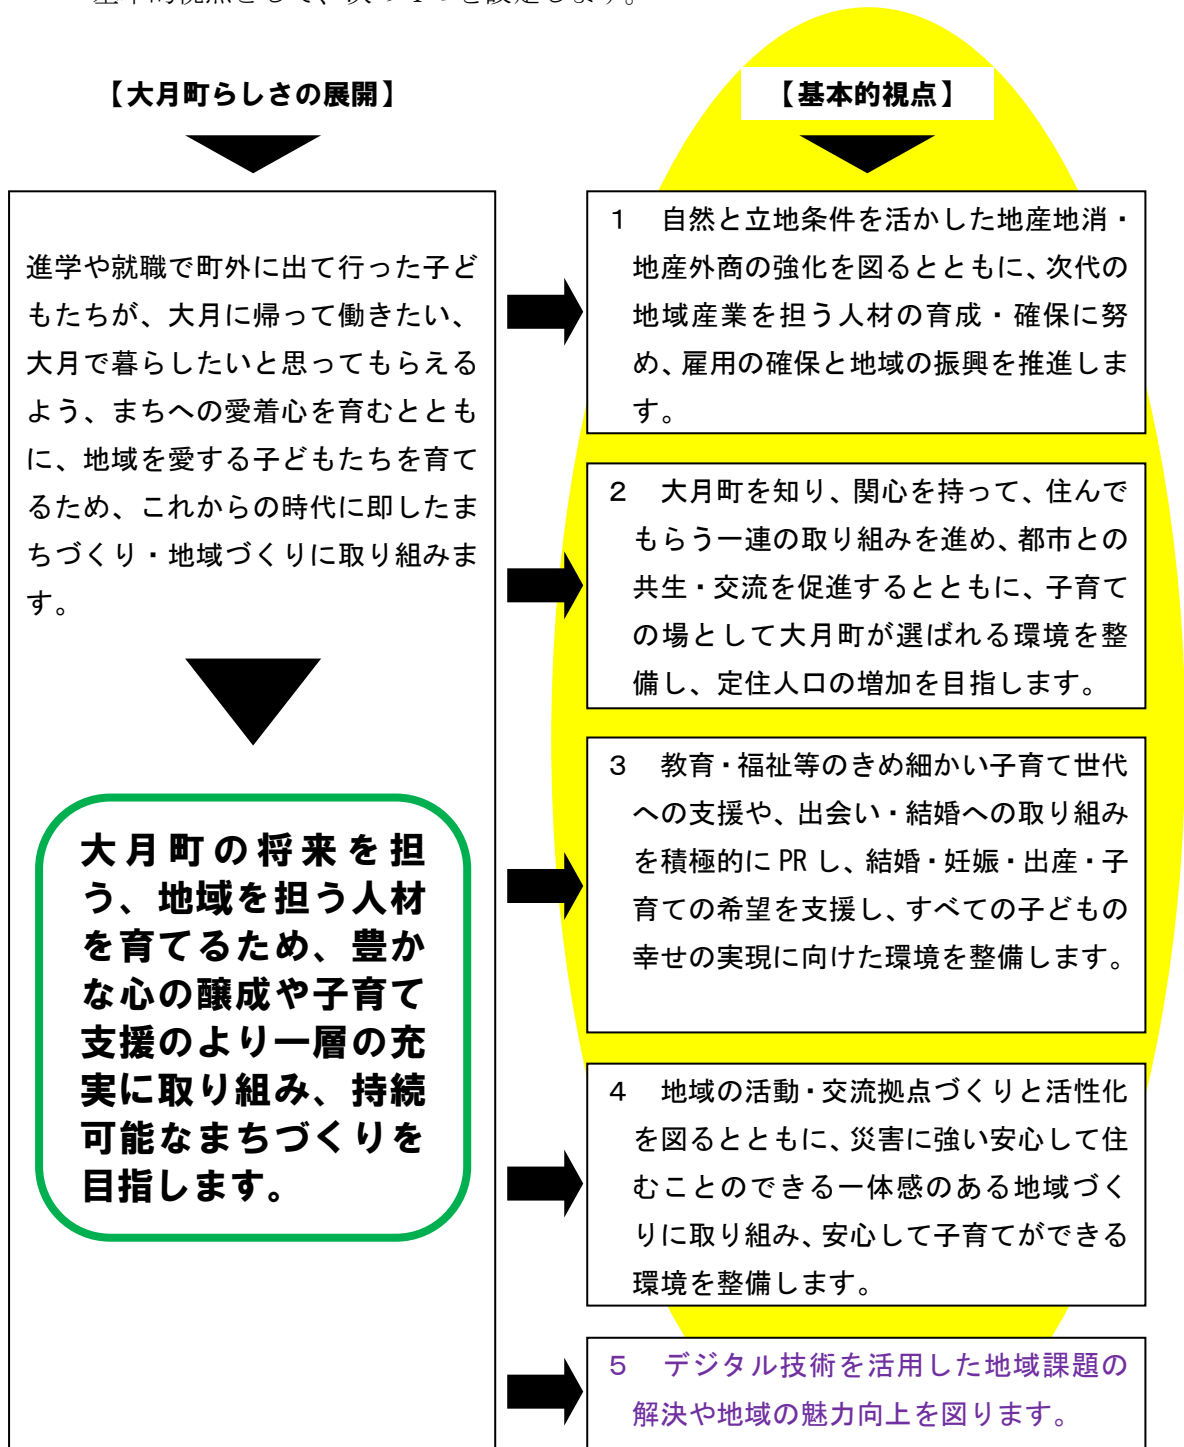 基本的視点として、次の4つを設定します。
【大月町らしさの展開】
進学や就職で町外に出て行った子ど
もたちが、大月に帰って働きたい、
大月で暮らしたいと思ってもらえる
よう、まちへの愛着心を育むととも
に、地域を愛する子どもたちを育て
るため、これからの時代に即したま
ちづくり・地域づくりに取り組みま
す。
大月町の将来を担
う、地域を担う人材
を育てるため、豊か
な心の醸成や子育て
支援のより一層の充
実に取り組み、持続
可能なまちづくりを
目指します。
【基本的視点】
１　自然と立地条件を活かした地産地消・
地産外商の強化を図るとともに、次代の
地域産業を担う人材の育成・確保に努
め、雇用の確保と地域の振興を推進しま
す。
２　大月町を知り、関心を持って、住んで
もらう一連の取り組みを進め、都市との
共生・交流を促進するとともに、子育て
の場として大月町が選ばれる環境を整
備し、定住人口の増加を目指します。
３　教育・福祉等のきめ細かい子育て世代
への支援や、出会い・結婚への取り組み
を積極的に PR し、結婚・妊娠・出産・子
育ての希望を支援し、すべての子どもの
幸せの実現に向けた環境を整備します。
４　地域の活動・交流拠点づくりと活性化
を図るとともに、災害に強い安心して住
むことのできる一体感のある地域づく
りに取り組み、安心して子育てができる
環境を整備します。
５　デジタル技術を活用した地域課題の
解決や地域の魅力向上を図ります。